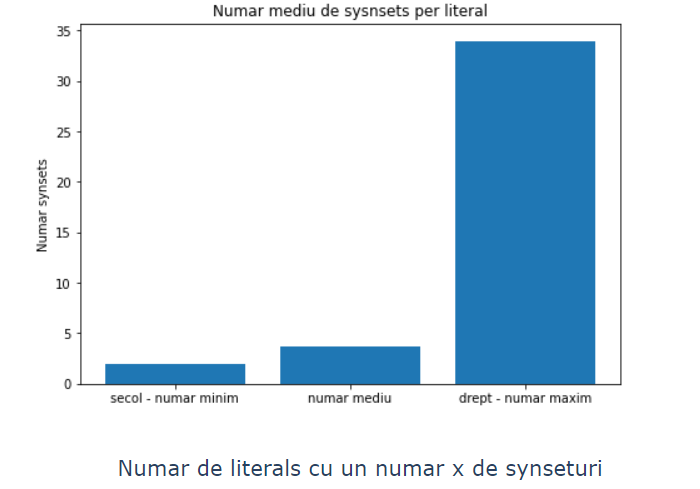 Numar mediu de sysnsets per literal
35
30
25
20
15
10
5
0
Numar synsets
secol - numar minim
numar mediu
drept - numar maxim
Numar de literals cu un numar x de synseturi